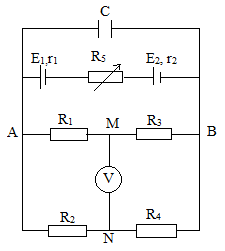 C
E₁,r₁ R₅ E₂, r₂
R₁ M R₃
A B
V
R₂ R₄
N